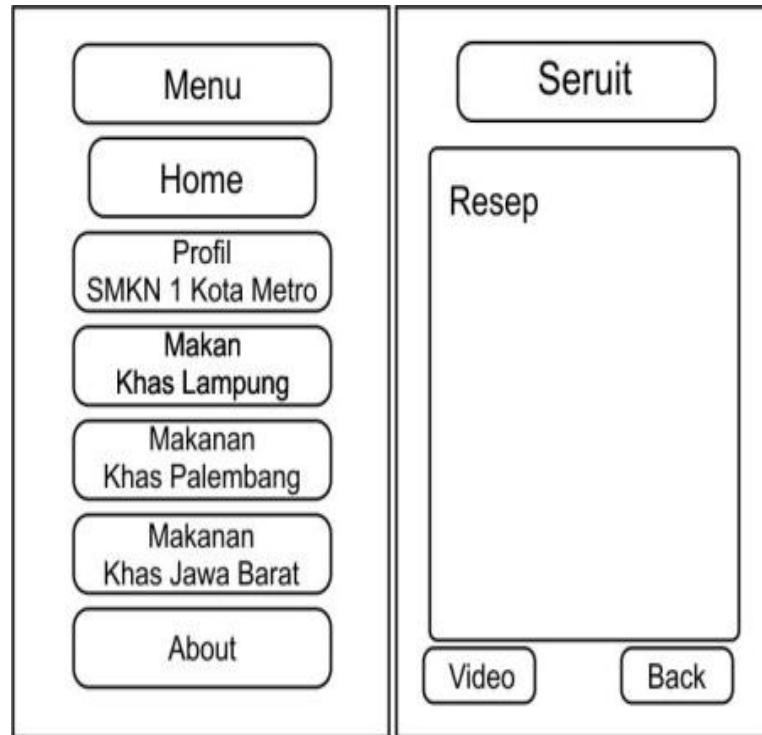 Menu
Home
Profil
SMKN 1 Kota Metro
Makan
Khas Lampung
Makanan
Khas Palembang
Makanan
Khas Jawa Barat
About
Seruit
Resep
Video
Back